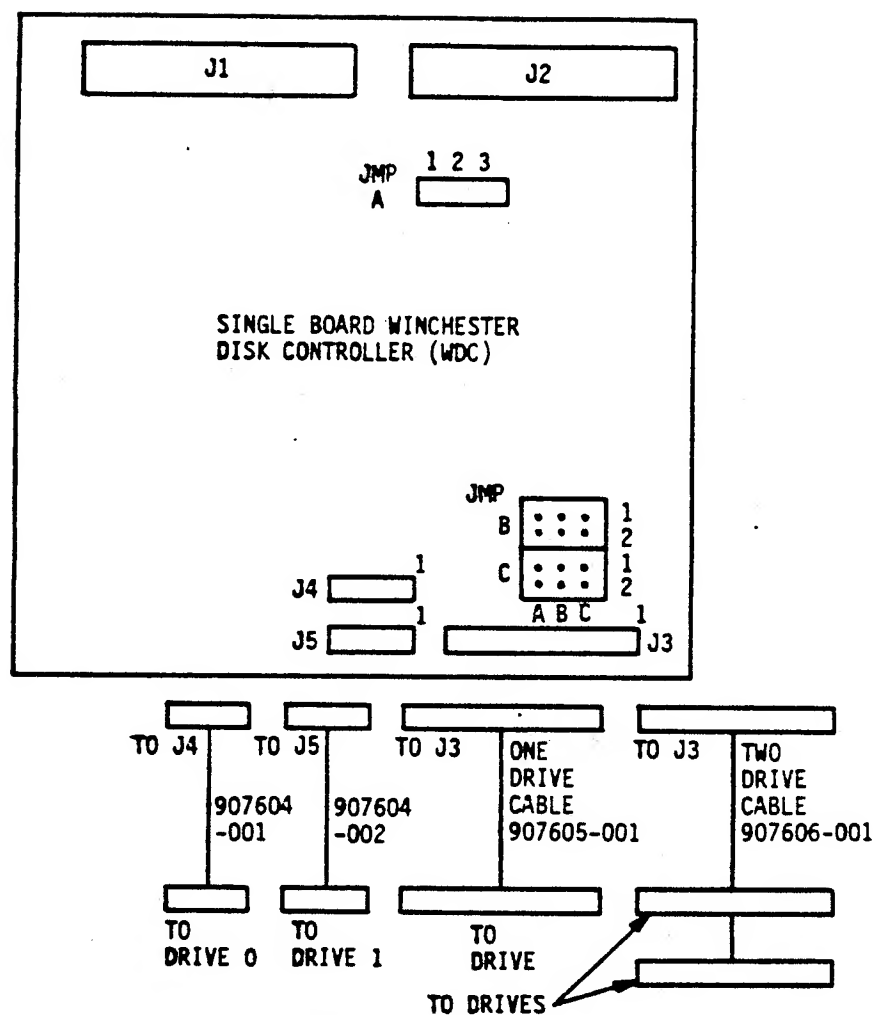 J1
J2
JMP
A
1 2 3
SINGLE BOARD WINCHESTER
DISK CONTROLLER (WDC)
JMP
B
1
2
C
1
2
A B C
J4
1
J5
1
1
J3
TO J4
TO J5
TO J3
TO J3
907604
-001
907604
-002
ONE
DRIVE
CABLE
907605-001
TWO
DRIVE
CABLE
907606-001
TO
DRIVE 0
TO
DRIVE 1
TO
DRIVE
TO DRIVES